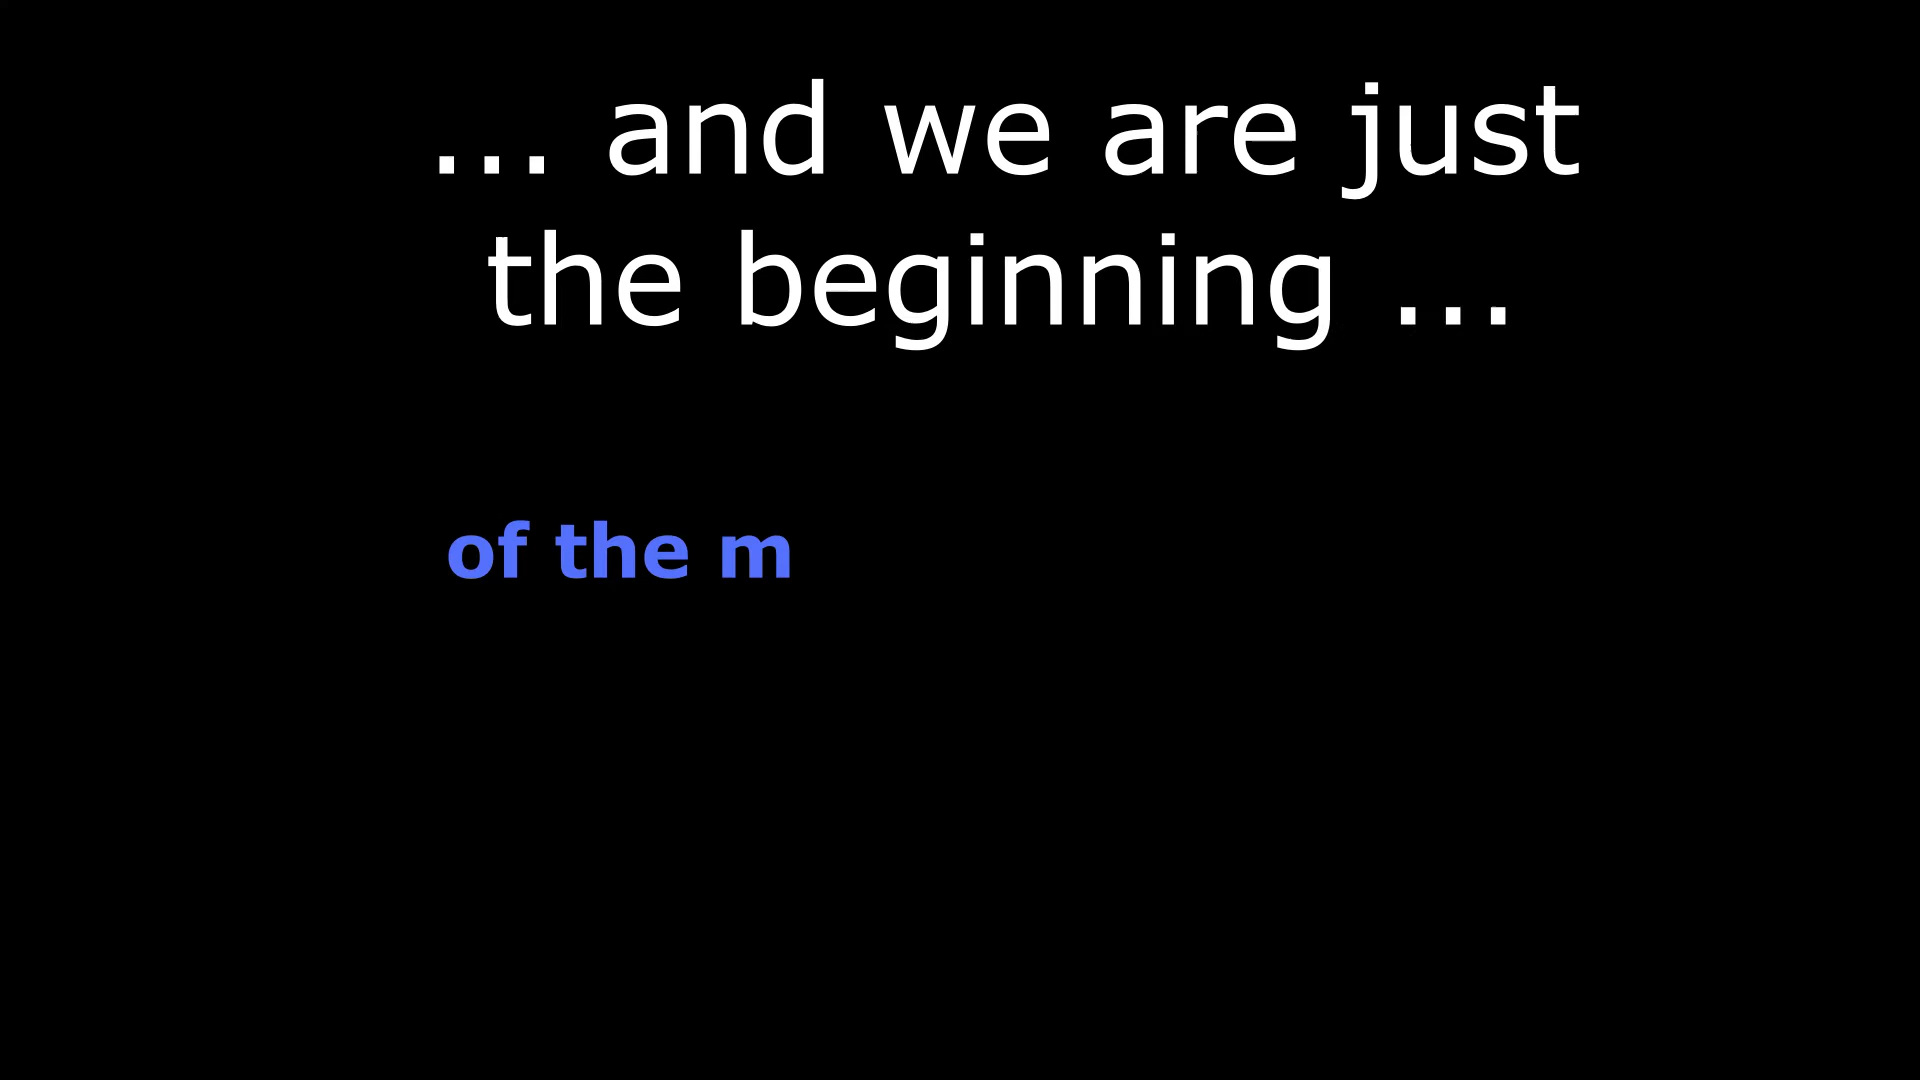 ... and we are just
the beginning ...
of the m